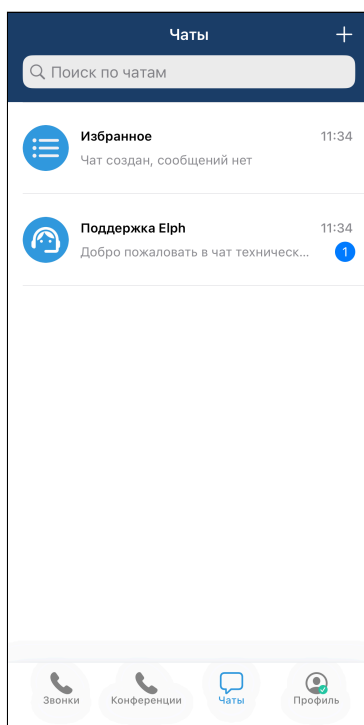 Чаты
Поиск по чатам
Избранное 11:34
Чат создан, сообщений нет
Поддержка Elph 11:34
Добро пожаловать в чат техническ... 1
Звонки Конференции Чаты Профиль